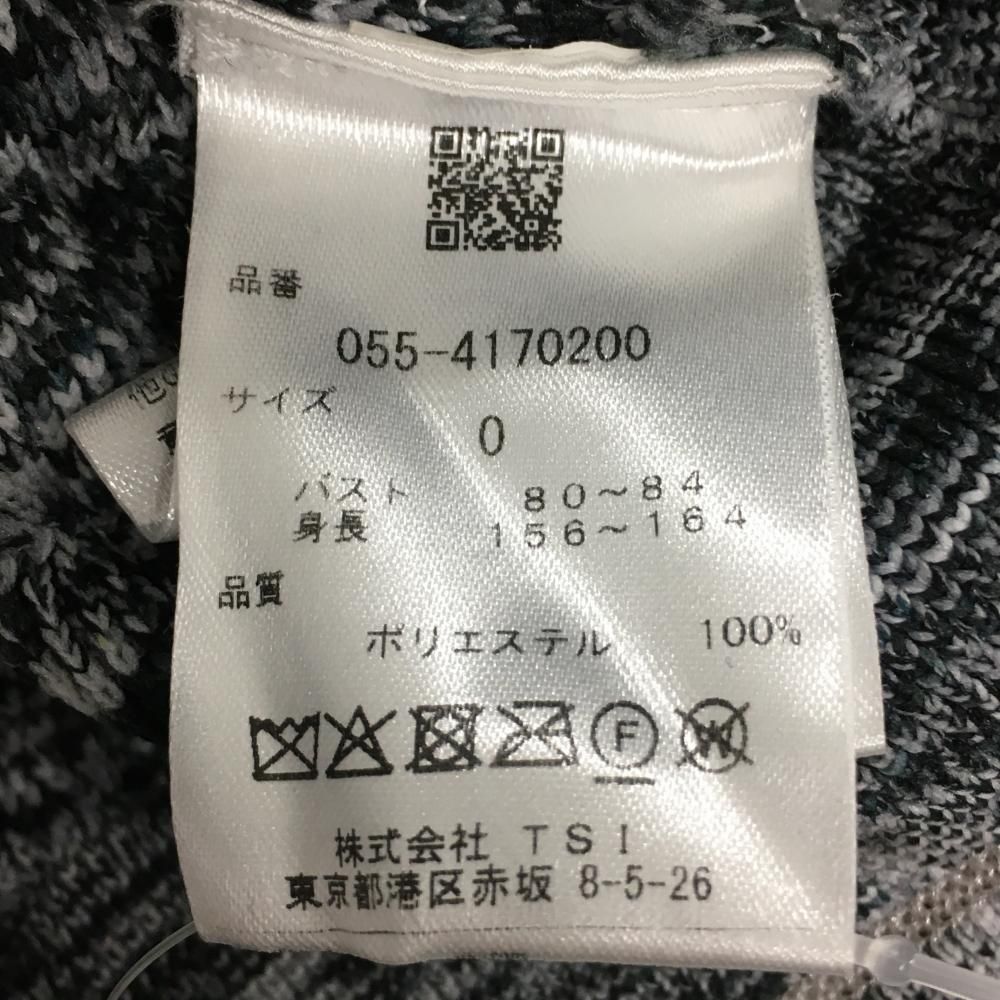 品番
055-4170200
サイズ
0
バスト 80~84
身長 156~164
品質
ポリエステル 100%
F
W
株式会社 TSI
東京都港区赤坂 8-5-26